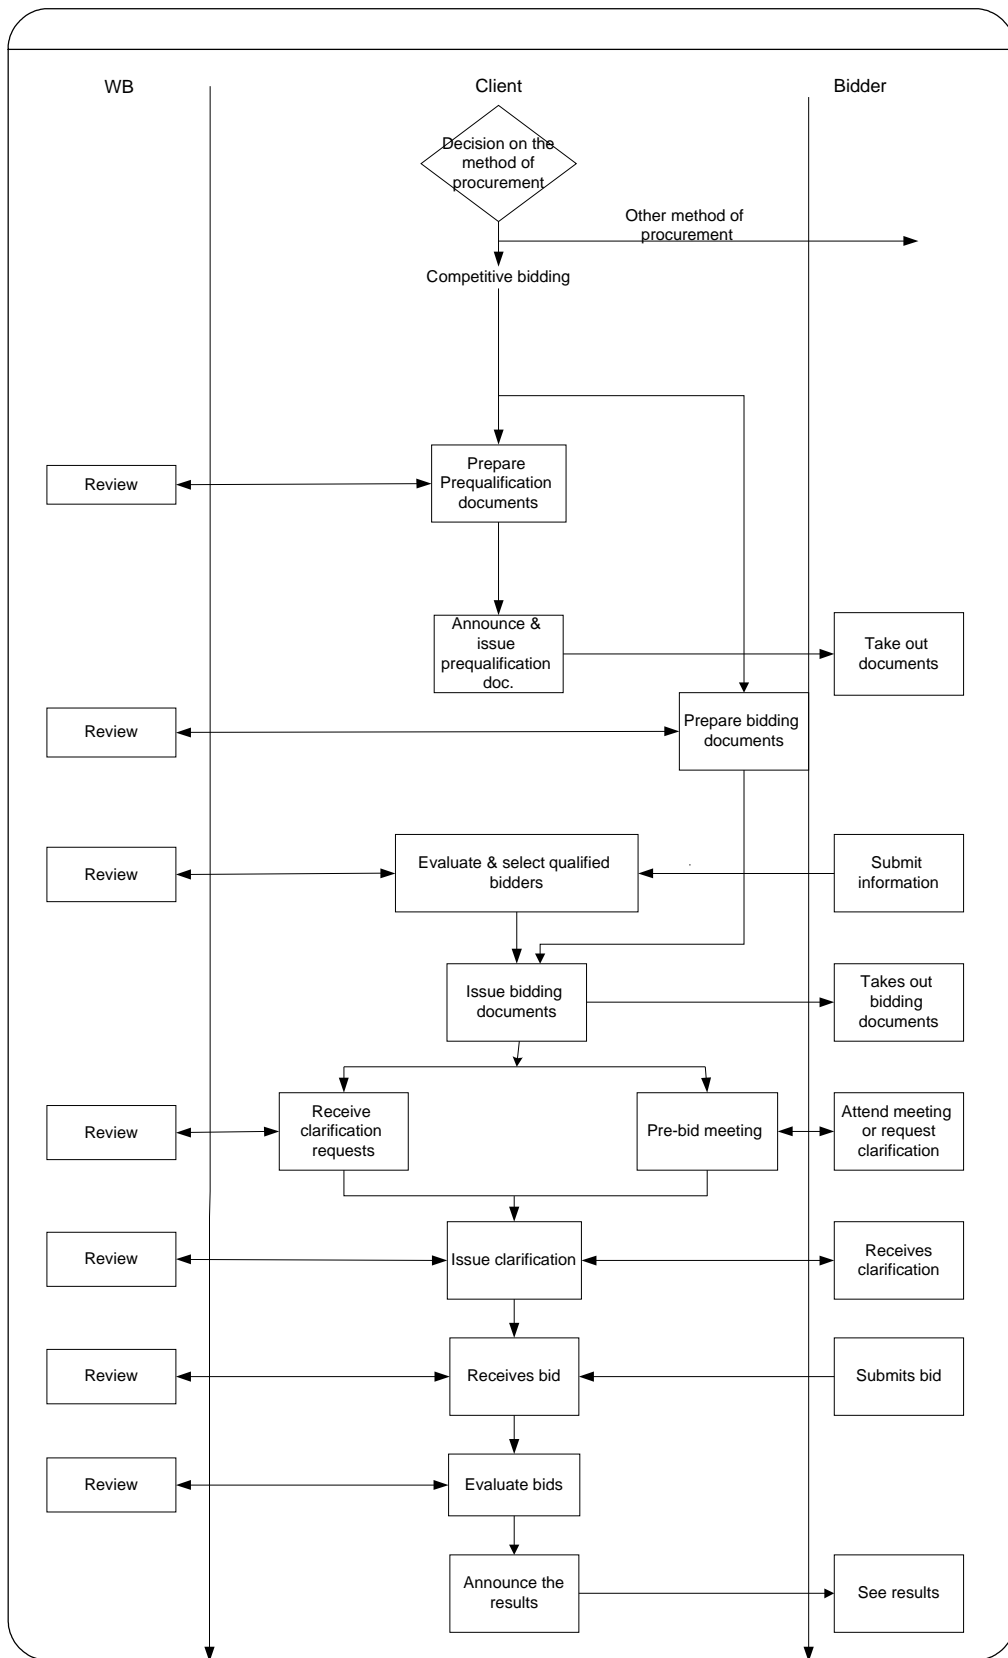 WB
Client
Bidder
Decision on the
method of
procurement
Other method of
procurement
Competitive bidding
Review
Prepare
Prequalification
documents
Announce &
issue
prequalification
doc.
Take out
documents
Review
Prepare bidding
documents
Review
Evaluate & select qualified
bidders
Submit
information
Issue bidding
documents
Takes out
bidding
documents
Review
Receive
clarification
requests
Pre-bid meeting
Attend meeting
or request
clarification
Review
Issue clarification
Receives
clarification
Review
Receives bid
Submits bid
Review
Evaluate bids
Announce the
results
See results